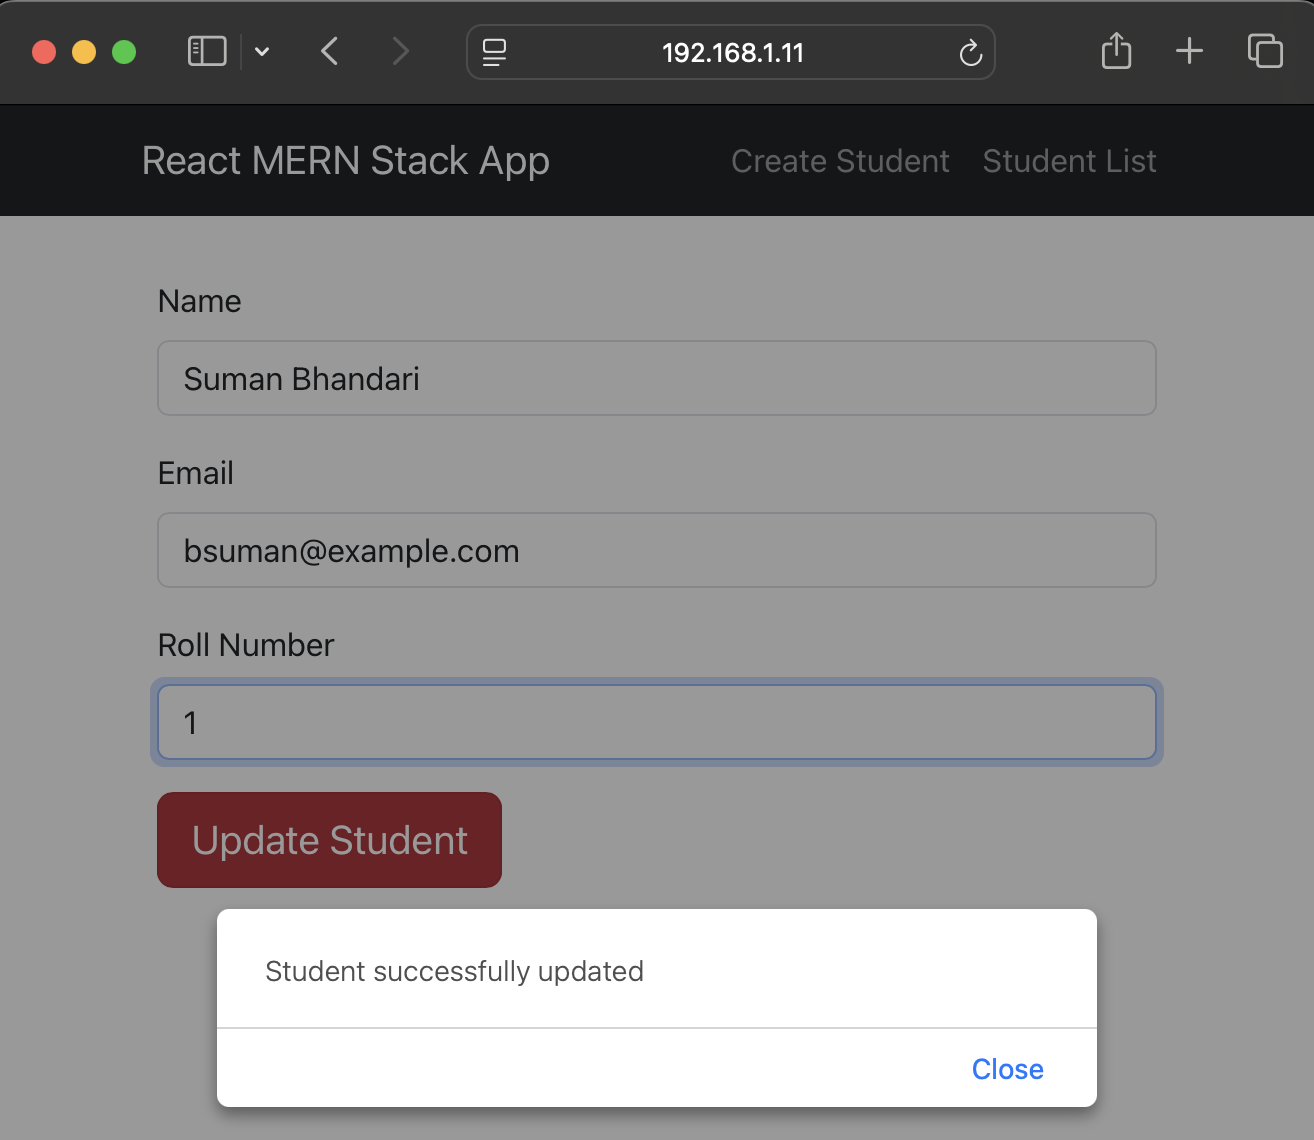 192.168.1.11
React MERN Stack App Create Student Student List
Name
Suman Bhandari
Email
bsuman@example.com
Roll Number
1
Update Student
Student successfully updated
Close